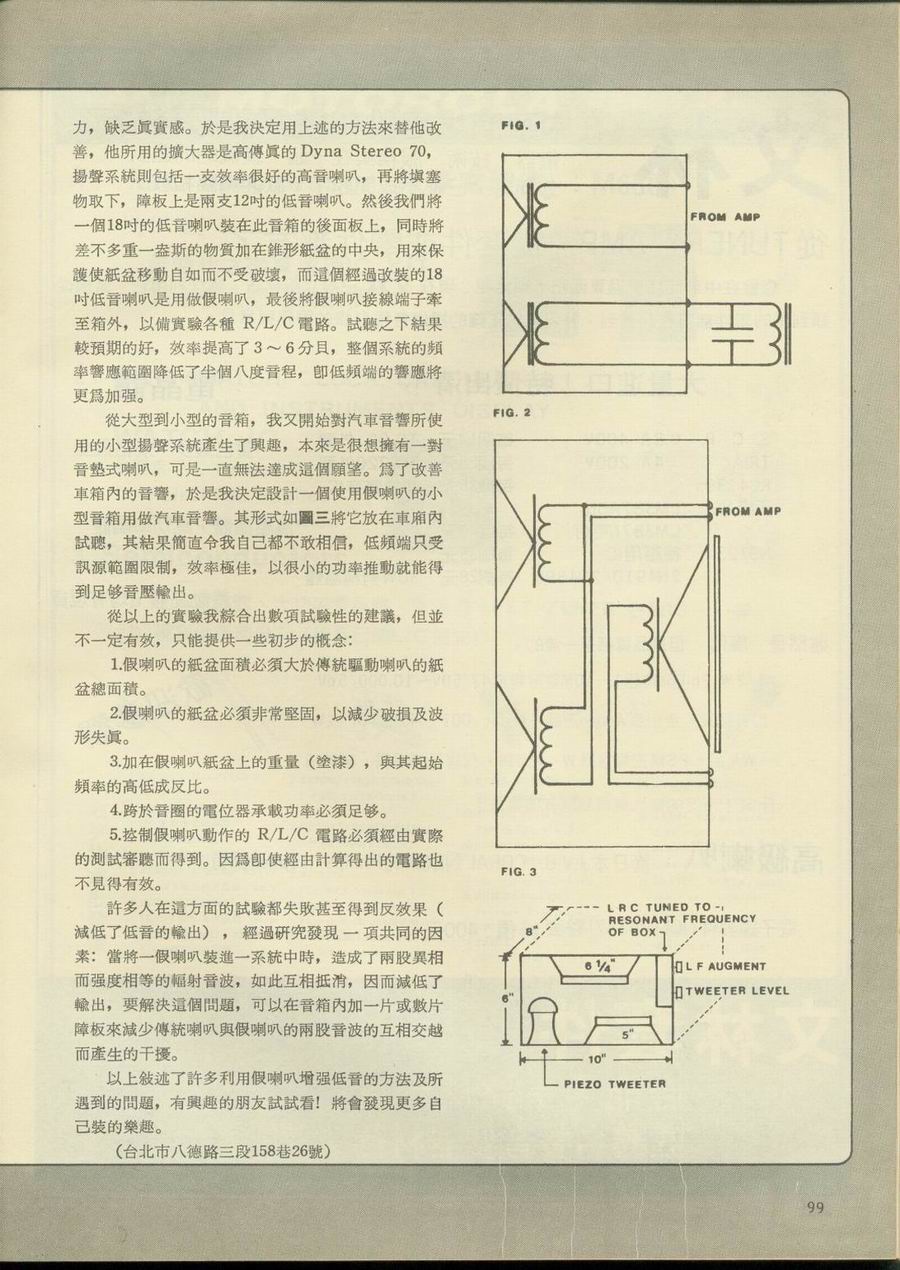 力，缺乏眞實感。於是我決定用上述的方法來替他改
善，他所用的擴大器是高傳眞的 Dyna Stereo 70，
揚聲系統則包括一支效率很好的高音喇叭，再將塡塞
物取下，障板上是兩支12吋的低音喇叭。然後我們將
一個18吋的低音喇叭裝在此音箱的後面板上，同時將
差不多重一盎斯的物質加在錐形紙盆的中央，用來保
護使紙盆移動自如而不受破壞，而這個經過改裝的18
吋低音喇叭是用做假喇叭，最後將假喇叭接線端子牽
至箱外，以備實驗各種 R/L/C 電路。試聽之下結果
較預期的好，效率提高了 3 ～ 6 分貝，整個系統的頻
率響應範圍降低了半個八度音程，卽低頻端的響應將
更爲加强。
從大型到小型的音箱，我又開始對汽車音響所使
用的小型揚聲系統產生了興趣，本來是很想擁有一對
音墊式喇叭，可是一直無法達成這個願望。爲了改善
車箱內的音響，於是我決定設計一個使用假喇叭的小
型音箱用做汽車音響。其形式如圖三將它放在車廂內
試聽，其結果簡直令我自己都不敢相信，低頻端只受
訊源範圍限制，效率極佳，以很小的功率推動就能得
到足够音壓輸出。
從以上的實驗我綜合出數項試驗性的建議，但並
不一定有效，只能提供一些初步的概念：
1.假喇叭的紙盆面積必須大於傳統驅動喇叭的紙
盆總面積。
2.假喇叭的紙盆必須非常堅固，以減少破損及波
形失眞。
3.加在假喇叭紙盆上的重量（塗漆），與其起始
頻率的高低成反比。
4.跨於音圈的電位器承載功率必須足够。
5.控制假喇叭動作的 R/L/C 電路必須經由實際
的測試審聽而得到。因爲卽使經由計算得出的電路也
不見得有效。
許多人在這方面的試驗都失敗甚至得到反效果（
減低了低音的輸出），經過硏究發現一項共同的因
素：當將一假喇叭裝進一系統中時，造成了兩股異相
而强度相等的輻射音波，如此互相抵消，因而減低了
輸出，要解決這個問題，可以在音箱內加一片或數片
障板來減少傳統喇叭與假喇叭的兩股音波的互相交越
而產生的干擾。
以上敍述了許多利用假喇叭增强低音的方法及所
遇到的問題，有興趣的朋友試試看！將會發現更多自
己裝的樂趣。
（台北市八德路三段158巷26號）
FIG. 1
FROM AMP
FIG. 2
FROM AMP
FIG. 3
L R C TUNED TO
RESONANT FREQUENCY
OF BOX
8"
6 1/4"
L F AUGMENT
6"
TWEETER LEVEL
5"
10"
PIEZO TWEETER
99